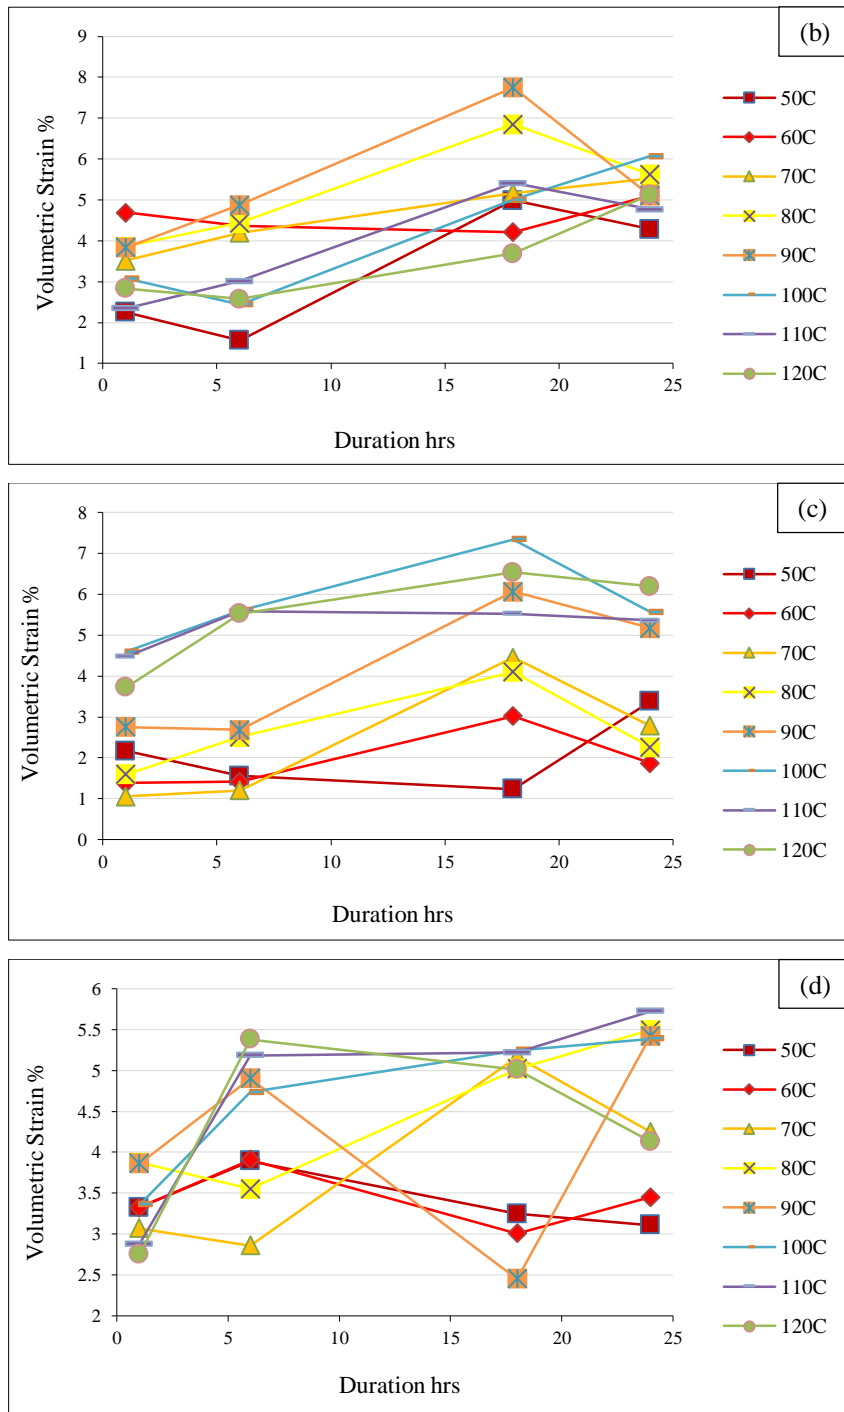 (b)
Volumetric Strain %
9
8
7
6
5
4
3
2
1
0 5 10 15 20 25
Duration hrs
50C
60C
70C
80C
90C
100C
110C
120C
(c)
Volumetric Strain %
8
7
6
5
4
3
2
1
0
0 5 10 15 20 25
Duration hrs
50C
60C
70C
80C
90C
100C
110C
120C
(d)
Volumetric Strain %
6
5.5
5
4.5
4
3.5
3
2.5
2
0 5 10 15 20 25
Duration hrs
50C
60C
70C
80C
90C
100C
110C
120C